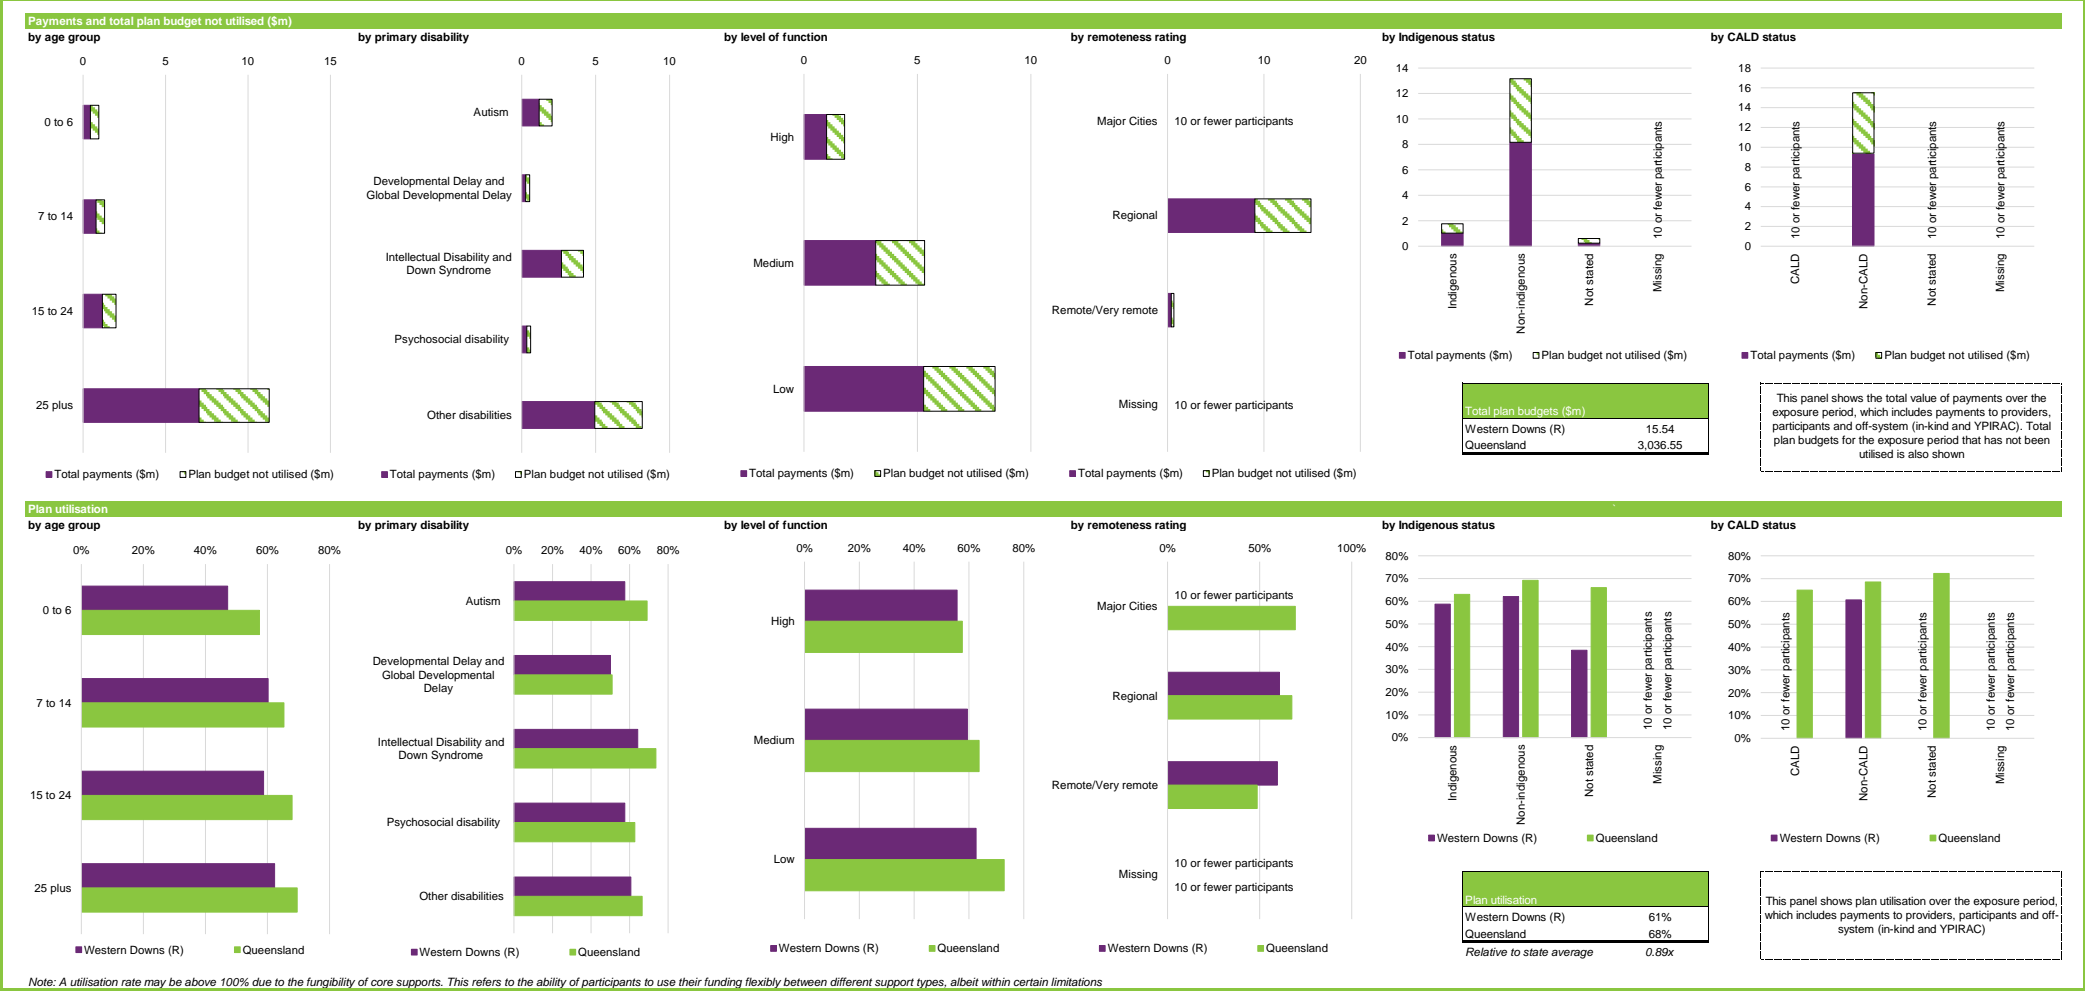 Payments and total plan budget not utilised ($m)
by age group
0 5 10 15
0 to 6
7 to 14
15 to 24
25 plus
Total payments ($m) Plan budget not utilised ($m)
by primary disability
0 5 10
Autism
Developmental Delay and
Global Developmental Delay
Intellectual Disability and
Down Syndrome
Psychosocial disability
Other disabilities
Total payments ($m) Plan budget not utilised ($m)
by level of function
0 5 10
High
Medium
Low
Total payments ($m) Plan budget not utilised ($m)
by remoteness rating
0 10 20
Major Cities 10 or fewer participants
Regional
Remote/Very remote
Missing 10 or fewer participants
Total payments ($m) Plan budget not utilised ($m)
by Indigenous status
14
12
10
8
6
4
2
0
10 or fewer participants
Indigenous
Non-indigenous
Not stated
Missing
Total payments ($m) Plan budget not utilised ($m)
Total plan budgets ($m)
Western Downs (R) 15.54
Queensland 3,036.55
by CALD status
18
16
14
12
10
8
6
4
2
0
10 or fewer participants
10 or fewer participants
10 or fewer participants
CALD
Non-CALD
Not stated
Missing
Total payments ($m) Plan budget not utilised ($m)
This panel shows the total value of payments over the
exposure period, which includes payments to providers,
participants and off-system (in-kind and YPIRAC). Total
plan budgets for the exposure period that has not been
utilised is also shown
Plan utilisation
by age group
0% 20% 40% 60% 80%
0 to 6
7 to 14
15 to 24
25 plus
Western Downs (R) Queensland
by primary disability
0% 20% 40% 60% 80%
Autism
Developmental Delay and
Global Developmental
Delay
Intellectual Disability and
Down Syndrome
Psychosocial disability
Other disabilities
Western Downs (R) Queensland
by level of function
0% 20% 40% 60% 80%
High
Medium
Low
Western Downs (R) Queensland
by remoteness rating
0% 50% 100%
10 or fewer participants
Major Cities
Regional
Remote/Very remote
10 or fewer participants
Missing
10 or fewer participants
Western Downs (R) Queensland
by Indigenous status
80%
70%
60%
50%
40%
30%
20%
10%
0%
10 or fewer participants
10 or fewer participants
Indigenous
Non-indigenous
Not stated
Missing
Western Downs (R) Queensland
Plan utilisation
Western Downs (R) 61%
Queensland 68%
Relative to state average 0.89x
by CALD status
80%
70%
60%
50%
40%
30%
20%
10%
0%
10 or fewer participants
10 or fewer participants
10 or fewer participants
10 or fewer participants
CALD
Non-CALD
Not stated
Missing
Western Downs (R) Queensland
This panel shows plan utilisation over the exposure period,
which includes payments to providers, participants and off-
system (in-kind and YPIRAC)
Note: A utilisation rate may be above 100% due to the fungibility of core supports. This refers to the ability of participants to use their funding flexibly between different support types, albeit within certain limitations